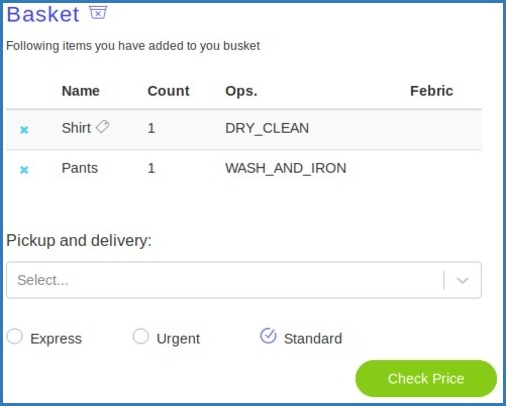 Basket
Following items you have added to you busket
Name Count Ops. Febric
Shirt 1 DRY_CLEAN
Pants 1 WASH_AND_IRON
Pickup and delivery:
Select...
Express Urgent Standard
Check Price